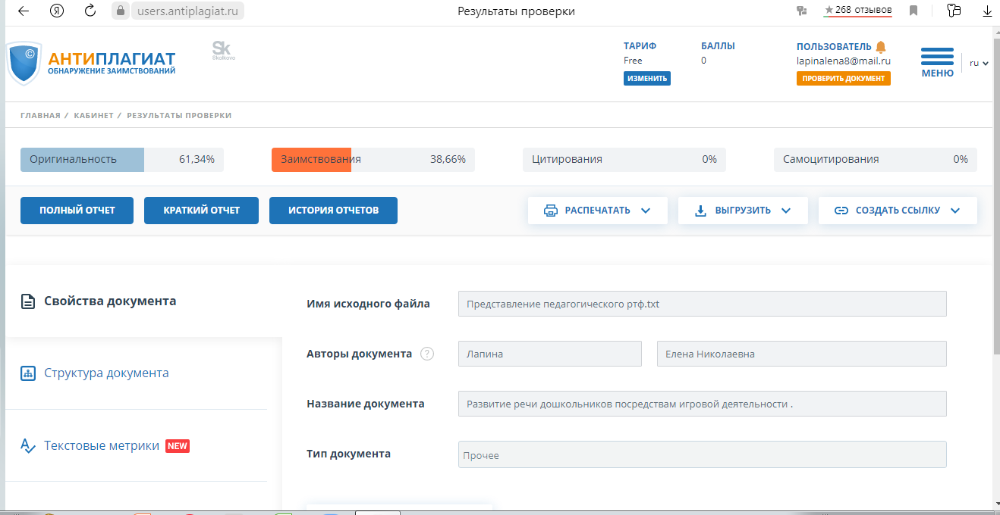 Я users.antiplagiat.ru Результаты проверки ★268 отзывов
©
АНТИПЛАГИАТ
ОБНАРУЖЕНИЕ ЗАИМСТВОВАНИЙ
Sk
Skolkovo
ТАРИФ
Free
ИЗМЕНИТЬ
БАЛЛЫ
0
ПОЛЬЗОВАТЕЛЬ
lapinalena8@mail.ru
ПРОВЕРИТЬ ДОКУМЕНТ
МЕНЮ
ru
ГЛАВНАЯ / КАБИНЕТ / РЕЗУЛЬТАТЫ ПРОВЕРКИ
Оригинальность 61,34% Заимствования 38,66% Цитирования 0% Самоцитирования 0%
ПОЛНЫЙ ОТЧЕТ КРАТКИЙ ОТЧЕТ ИСТОРИЯ ОТЧЕТОВ РАСПЕЧАТАТЬ ВЫГРУЗИТЬ СОЗДАТЬ ССЫЛКУ
Свойства документа
Структура документа
Текстовые метрики NEW
Имя исходного файла Представление педагогического ртф.txt
Авторы документа ? Лапина Елена Николаевна
Название документа Развитие речи дошкольников посредствам игровой деятельности .
Тип документа Прочее